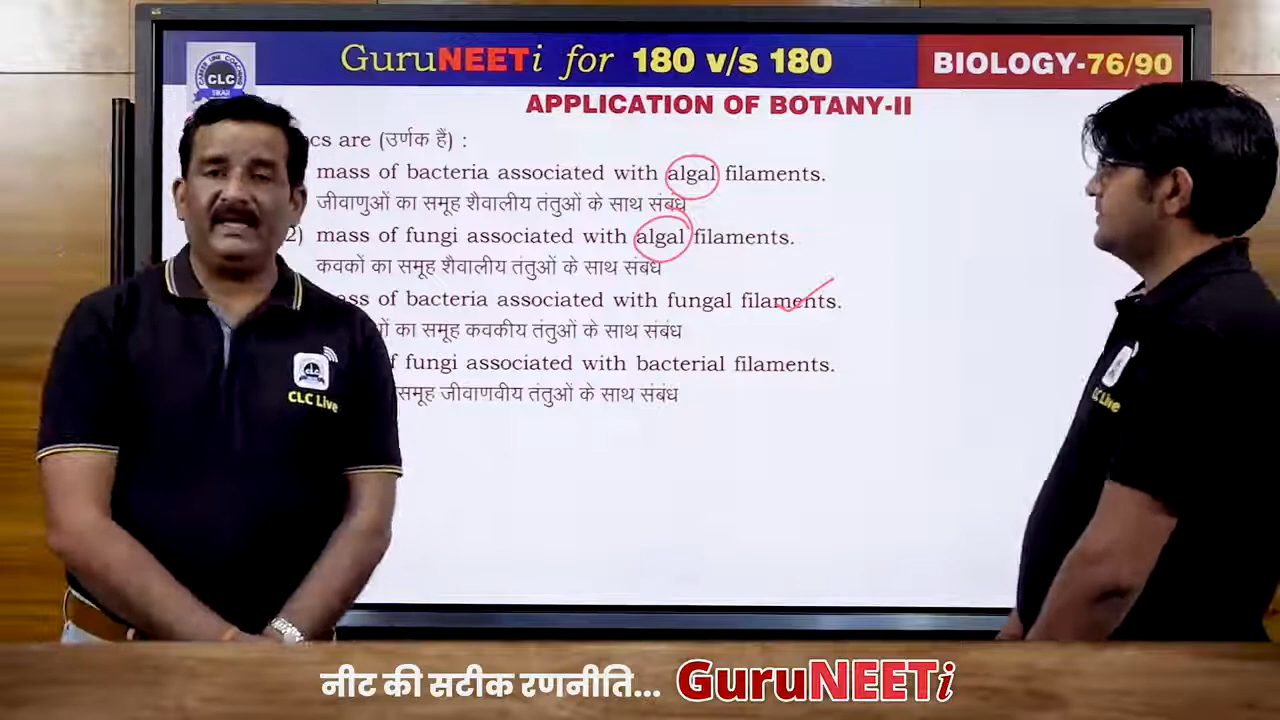 GuruNEETi for 180 v/s 180
BIOLOGY-76/90
CLC
APPLICATION OF BOTANY-II
are (उर्णक हैं) :
mass of bacteria associated with algal filaments.
जीवाणुओं का समूह शैवालीय तंतुओं के साथ संबंध
2) mass of fungi associated with algal filaments.
कवकों का समूह शैवालीय तंतुओं के साथ संबंध
of bacteria associated with fungal filaments.
का समूह कवकीय तंतुओं के साथ संबंध
fungi associated with bacterial filaments.
समूह जीवाणवीय तंतुओं के साथ संबंध
CLC
CLC Live
CLC Live
नीट की सटीक रणनीति... GuruNEETi